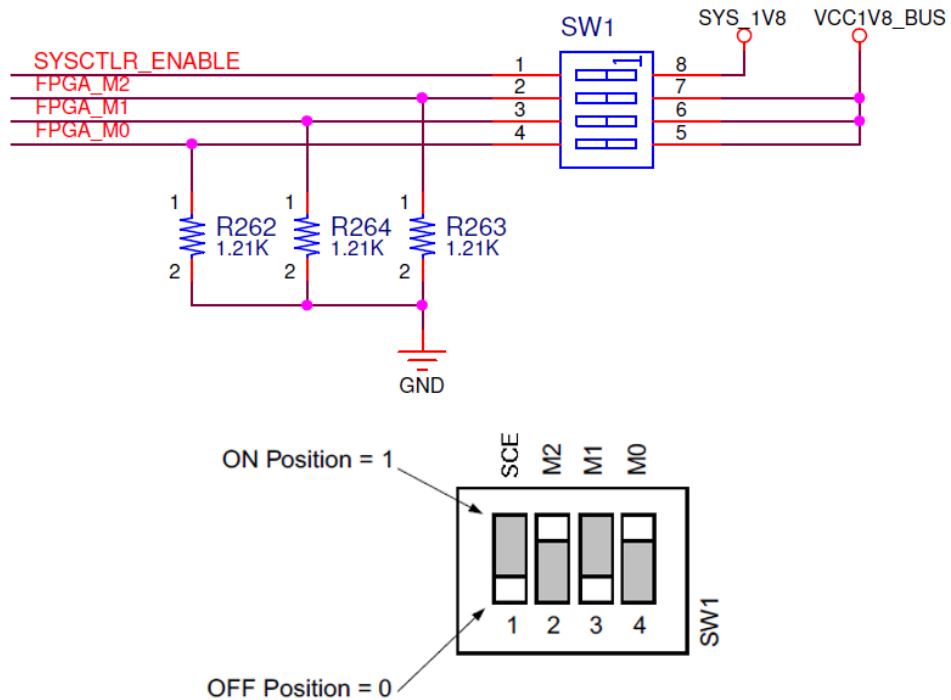 SW1
SYS_1V8
VCC1V8_BUS
SYSCTLR_ENABLE
1
1
8
FPGA_M2
2
7
FPGA_M1
3
6
FPGA_M0
4
5
1
R262
1.21K
2
1
R264
1.21K
2
1
R263
1.21K
2
GND
ON Position = 1
SCE
M2
M1
M0
1
2
3
4
SW1
OFF Position = 0